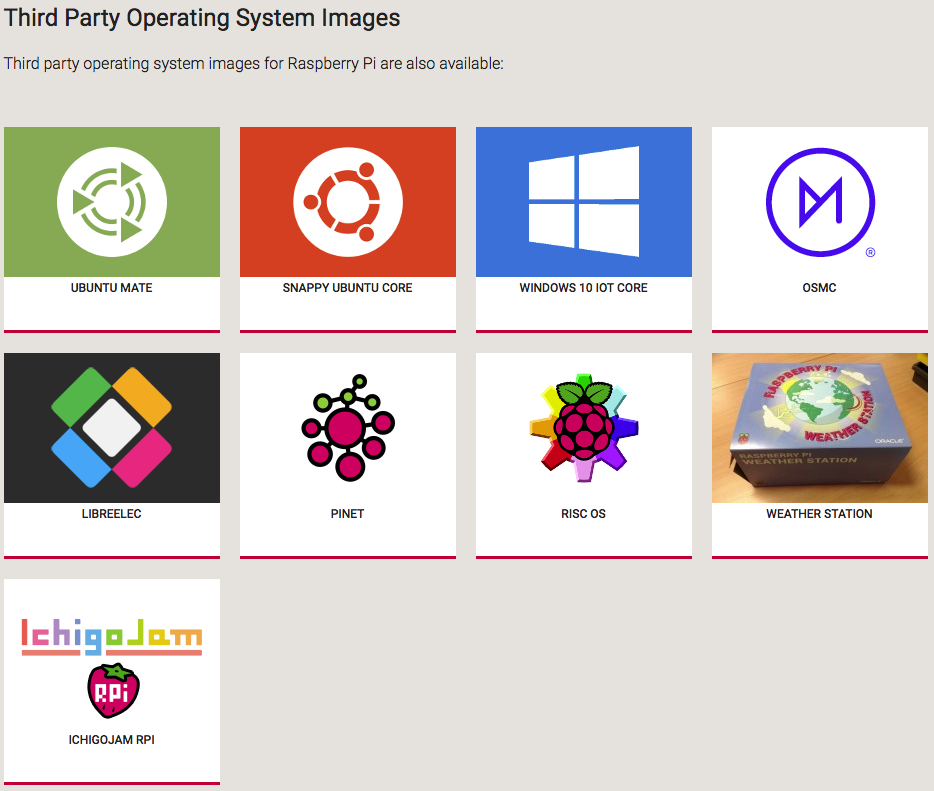 Third Party Operating System Images
Third party operating system images for Raspberry Pi are also available:
UBUNTU MATE
SNAPPY UBUNTU CORE
WINDOWS 10 IOT CORE
®
OSMC
LIBREELEC
PINET
RISC OS
RASPBERRY PI
WEATHER STATION
ORACLE
RASPBERRY PI
WEATHER STATION
WEATHER STATION
IchigoJam
RPi
ICHIGOJAM RPI